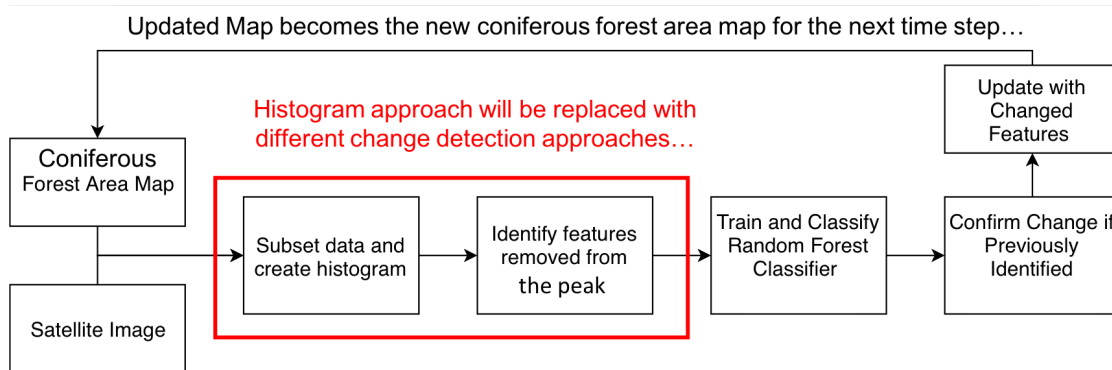 Updated Map becomes the new coniferous forest area map for the next time step…
Histogram approach will be replaced with
different change detection approaches…
Update with
Changed
Features
Coniferous
Forest Area Map
Subset data and
create histogram
Identify features
removed from
the peak
Train and Classify
Random Forest
Classifier
Confirm Change if
Previously
Identified
Satellite Image